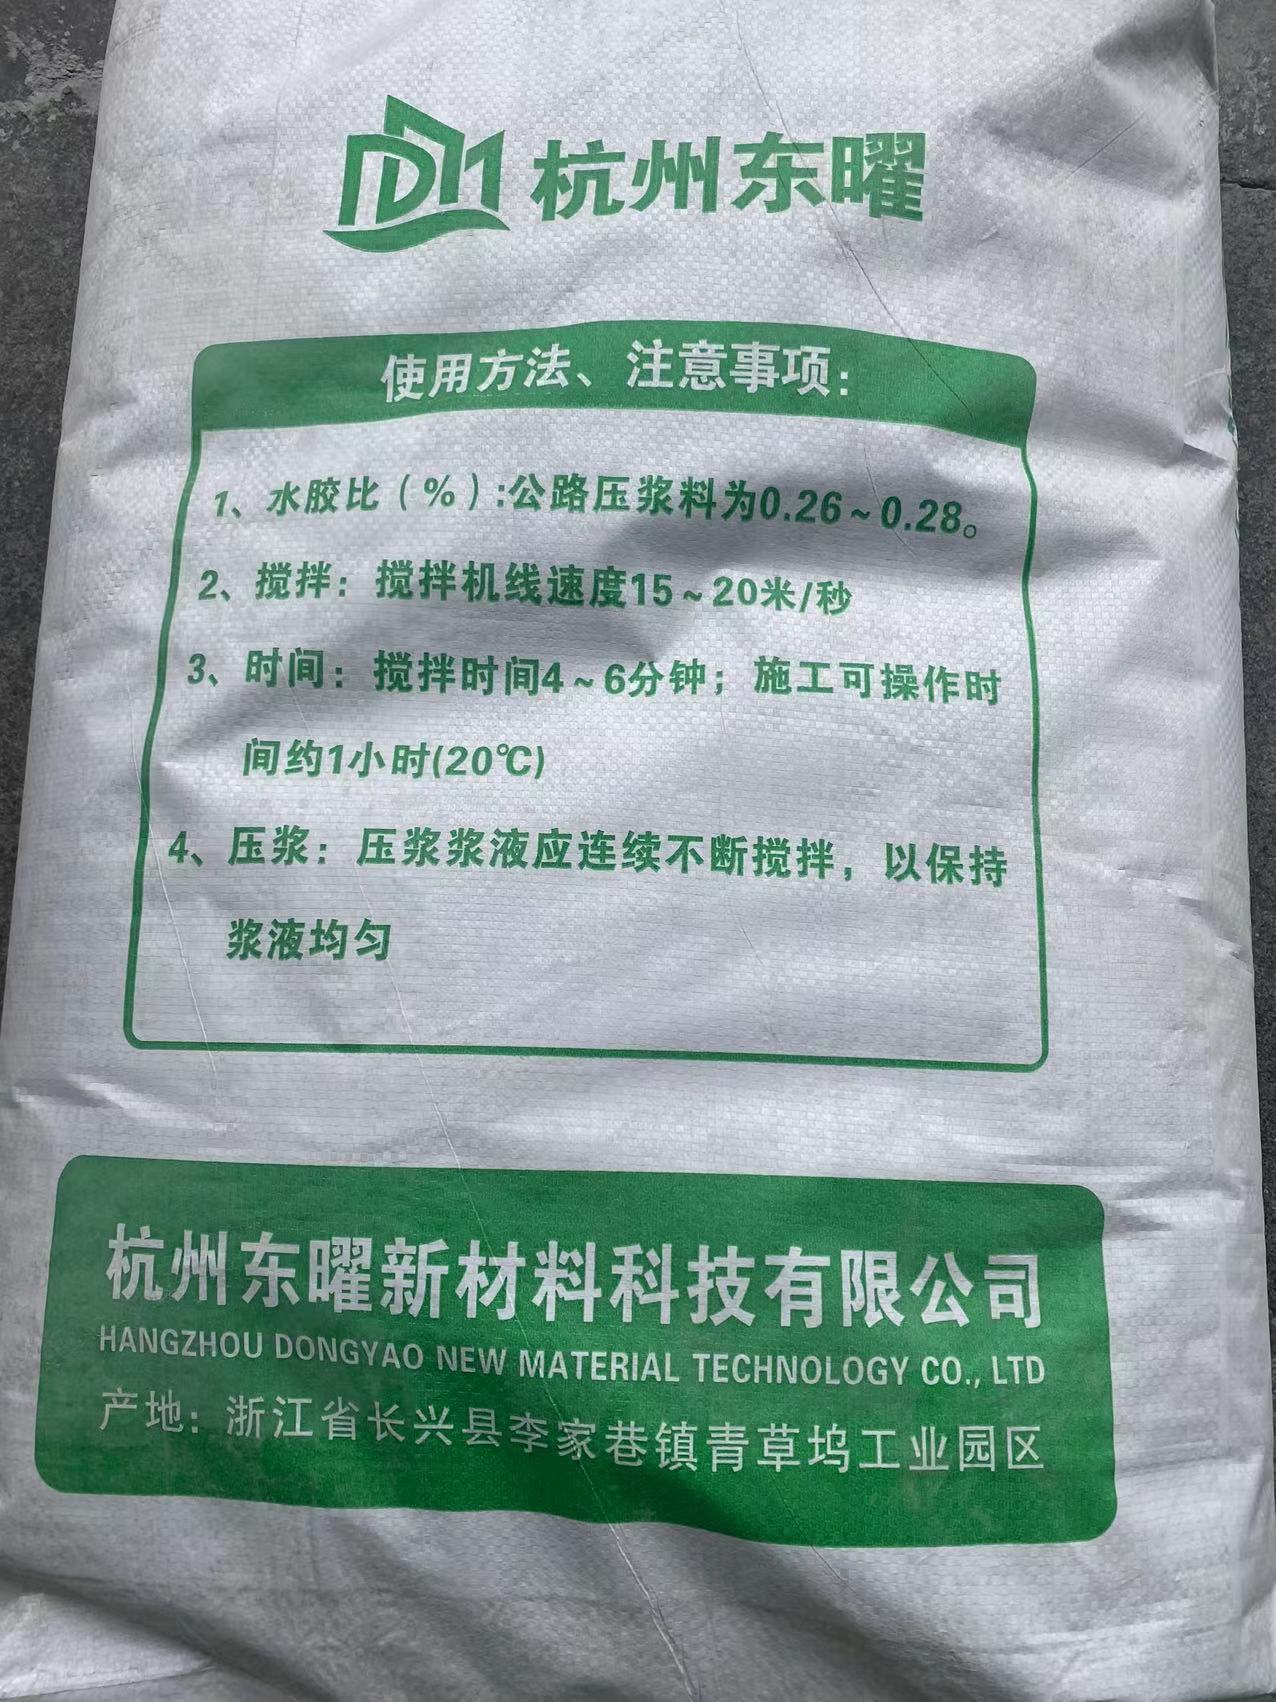 杭州东曜
使用方法、注意事项：
1、水胶比（%）:公路压浆料为0.26~0.28。
2、搅拌：搅拌机线速度15~20米/秒
3、时间：搅拌时间4~6分钟；施工可操作时
间约1小时(20℃)
4、压浆：压浆浆液应连续不断搅拌，以保持
浆液均匀
杭州东曜新材料科技有限公司
HANGZHOU DONGYAO NEW MATERIAL TECHNOLOGY CO., LTD
产地：浙江省长兴县李家巷镇青草坞工业园区